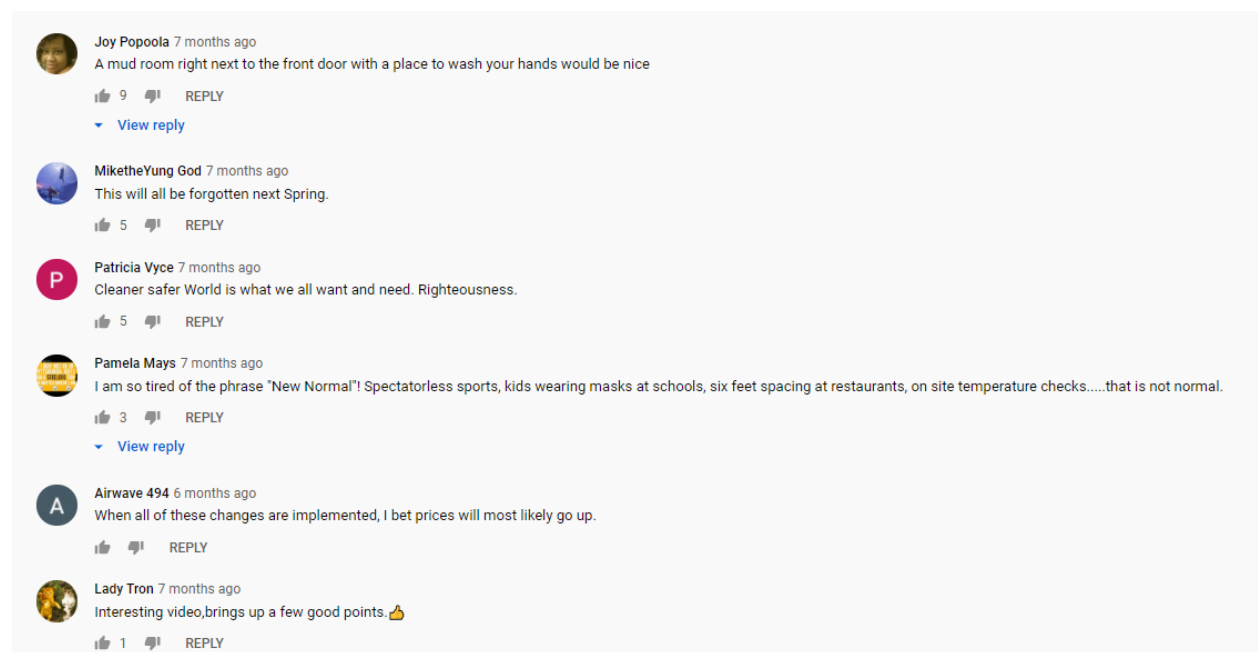 Joy Popoola 7 months ago
A mud room right next to the front door with a place to wash your hands would be nice
9 REPLY
View reply
MiketheYung God 7 months ago
This will all be forgotten next Spring.
5 REPLY
P
Patricia Vyce 7 months ago
Cleaner safer World is what we all want and need. Righteousness.
5 REPLY
Pamela Mays 7 months ago
I am so tired of the phrase "New Normal"! Spectatorless sports, kids wearing masks at schools, six feet spacing at restaurants, on site temperature checks.....that is not normal.
3 REPLY
View reply
A
Airwave 494 6 months ago
When all of these changes are implemented, I bet prices will most likely go up.
REPLY
Lady Tron 7 months ago
Interesting video,brings up a few good points.👍
1 REPLY